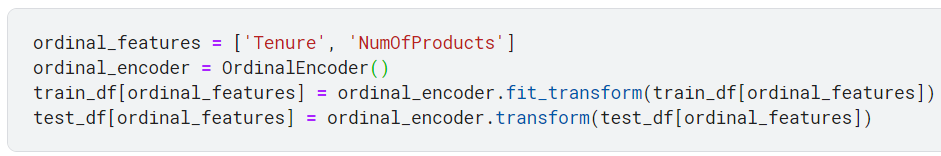 ordinal_features = ['Tenure', 'NumOfProducts']
ordinal_encoder = OrdinalEncoder()
train_df[ordinal_features] = ordinal_encoder.fit_transform(train_df[ordinal_features])
test_df[ordinal_features] = ordinal_encoder.transform(test_df[ordinal_features])